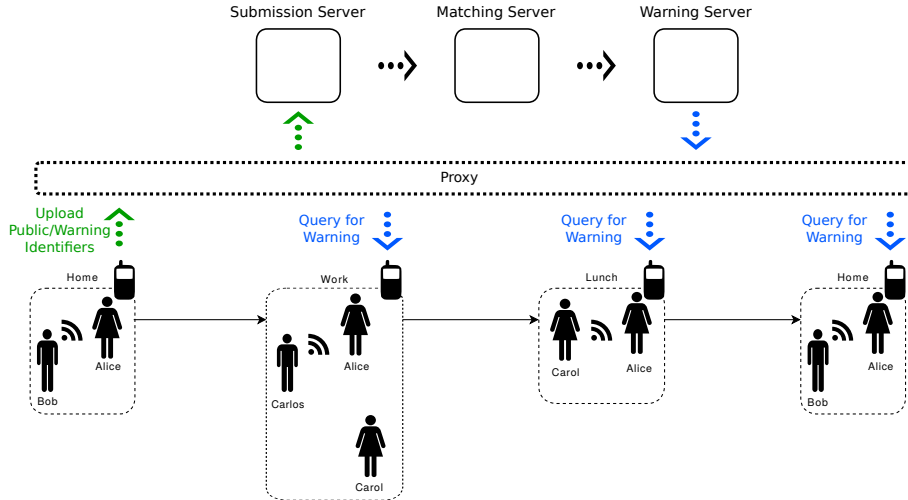 Submission Server
Matching Server
Warning Server
Proxy
Upload
Public/Warning
Identifiers
Query for
Warning
Query for
Warning
Query for
Warning
Home
Work
Lunch
Home
Bob
Alice
Carlos
Alice
Carol
Carol
Alice
Bob
Alice